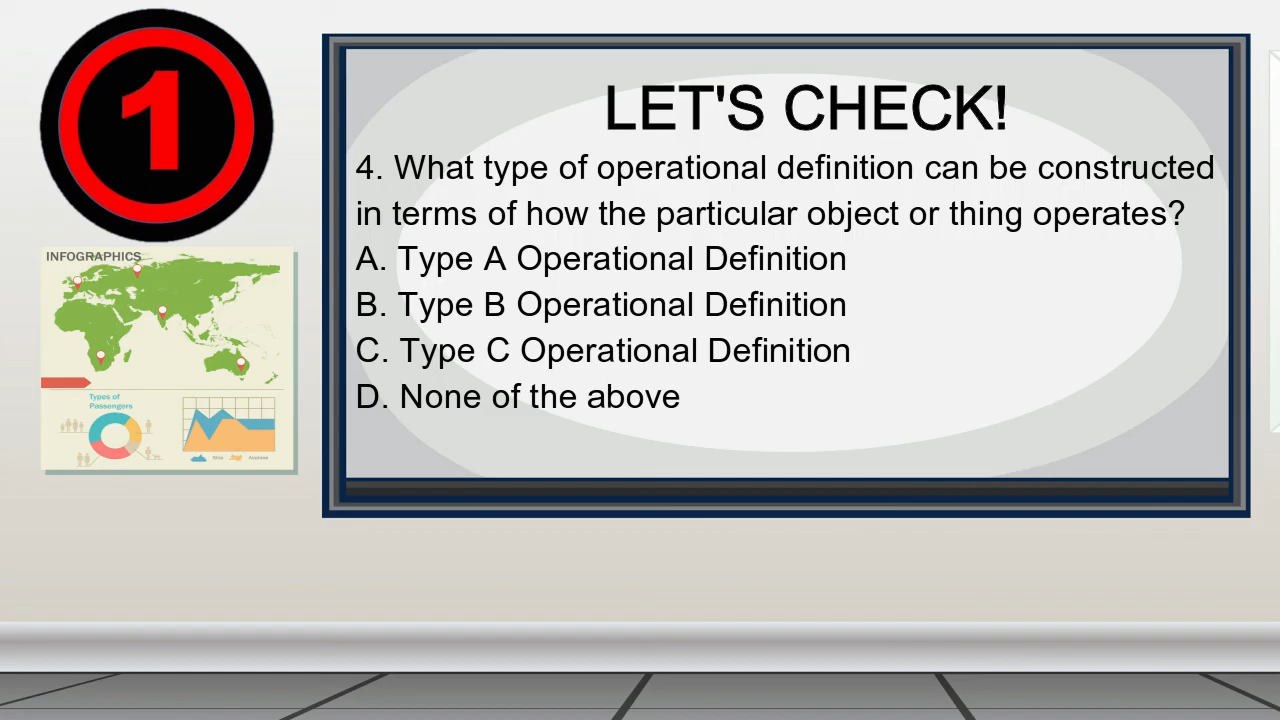 1
LET'S CHECK!
4. What type of operational definition can be constructed
in terms of how the particular object or thing operates?
A. Type A Operational Definition
B. Type B Operational Definition
C. Type C Operational Definition
D. None of the above
INFOGRAPHICS
Types of
Passengers
Ship Airplane